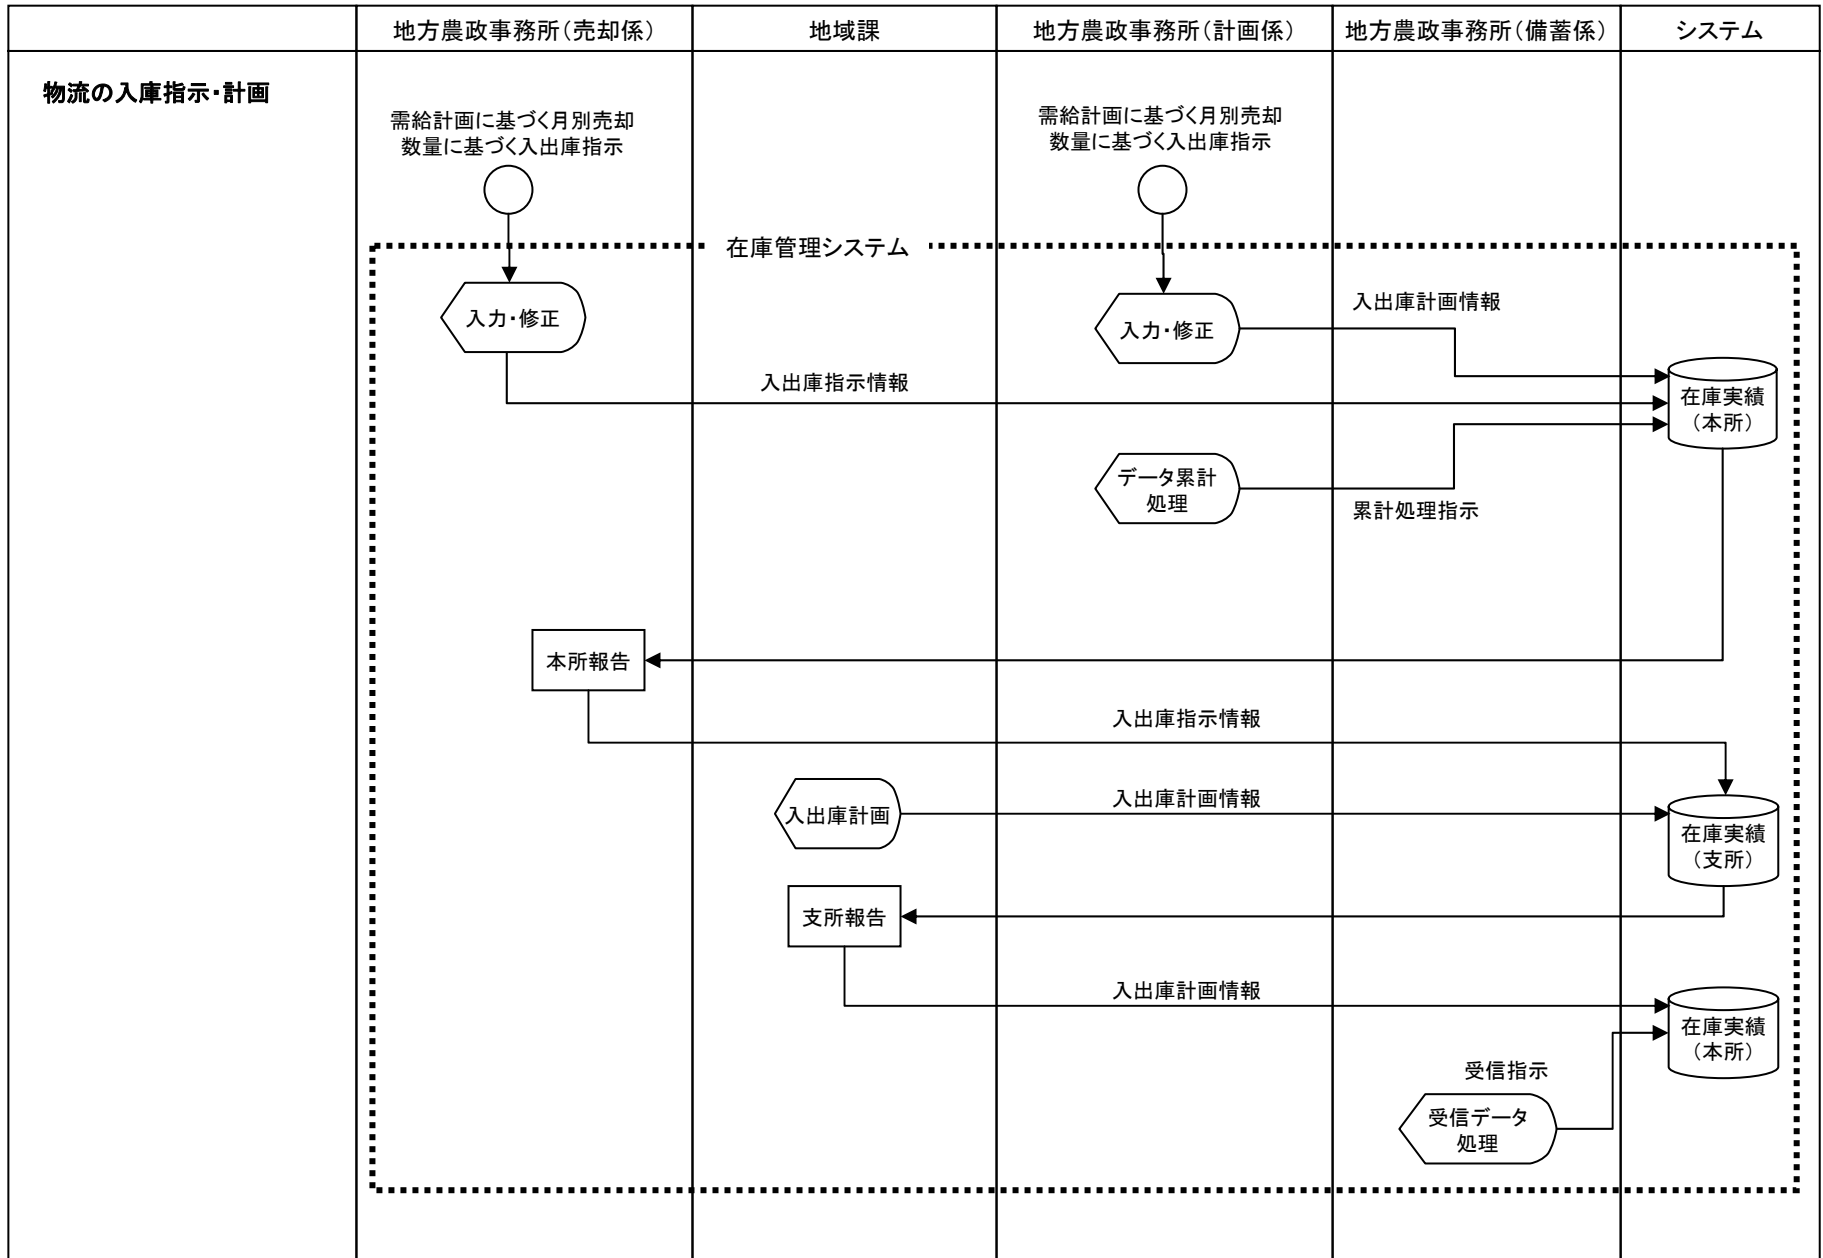 地方農政事務所(売却係)
地域課
地方農政事務所(計画係)
地方農政事務所(備蓄係)
システム
物流の入庫指示・計画
需給計画に基づく月別売却
数量に基づく入出庫指示
需給計画に基づく月別売却
数量に基づく入出庫指示
在庫管理システム
入力・修正
入力・修正
入出庫計画情報
入出庫指示情報
在庫実績
(本所)
データ累計
処理
累計処理指示
本所報告
入出庫指示情報
入出庫計画
入出庫計画情報
在庫実績
(支所)
支所報告
入出庫計画情報
在庫実績
(本所)
受信指示
受信データ
処理